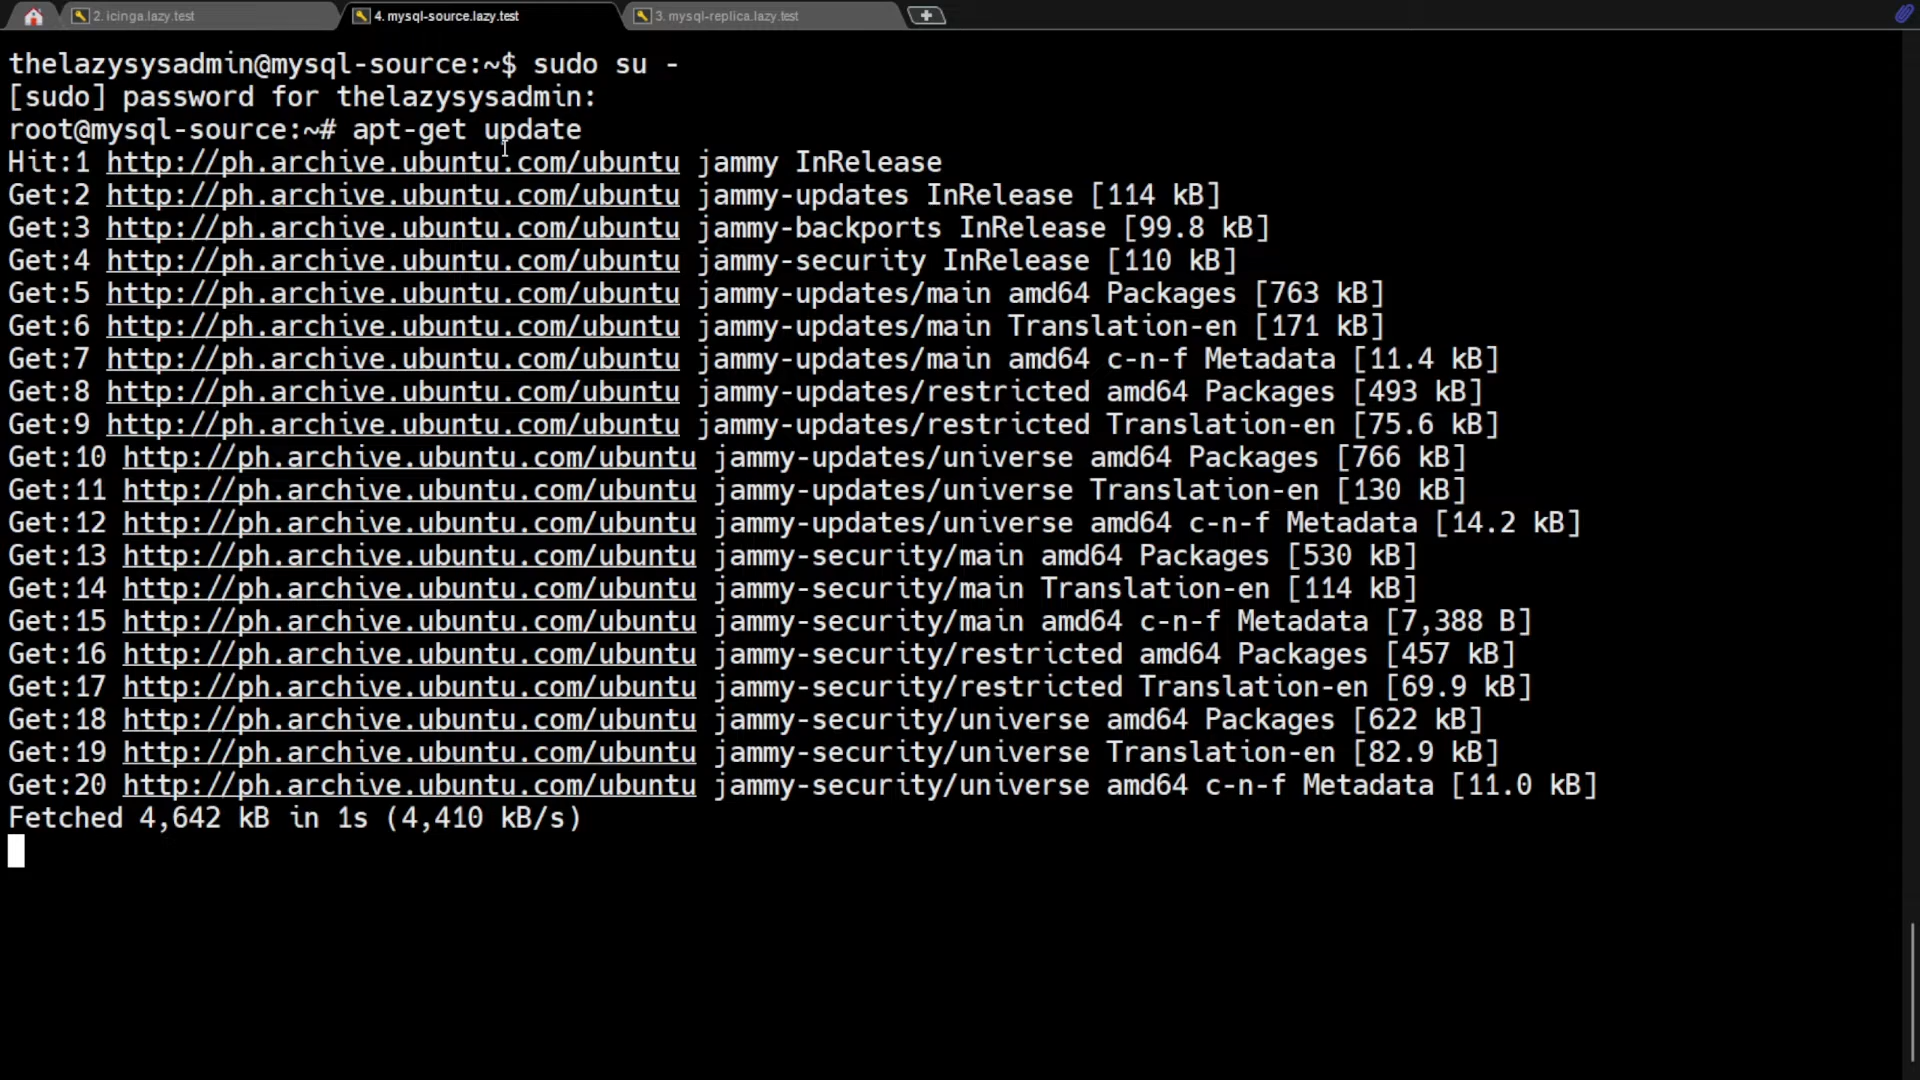 2. icinga.lazy.test
4. mysql-source.lazy.test
3. mysql-replica.lazy.test
thelazysysadmin@mysql-source:~$ sudo su -
[sudo] password for thelazysysadmin:
root@mysql-source:~# apt-get update
Hit:1 http://ph.archive.ubuntu.com/ubuntu jammy InRelease
Get:2 http://ph.archive.ubuntu.com/ubuntu jammy-updates InRelease [114 kB]
Get:3 http://ph.archive.ubuntu.com/ubuntu jammy-backports InRelease [99.8 kB]
Get:4 http://ph.archive.ubuntu.com/ubuntu jammy-security InRelease [110 kB]
Get:5 http://ph.archive.ubuntu.com/ubuntu jammy-updates/main amd64 Packages [763 kB]
Get:6 http://ph.archive.ubuntu.com/ubuntu jammy-updates/main Translation-en [171 kB]
Get:7 http://ph.archive.ubuntu.com/ubuntu jammy-updates/main amd64 c-n-f Metadata [11.4 kB]
Get:8 http://ph.archive.ubuntu.com/ubuntu jammy-updates/restricted amd64 Packages [493 kB]
Get:9 http://ph.archive.ubuntu.com/ubuntu jammy-updates/restricted Translation-en [75.6 kB]
Get:10 http://ph.archive.ubuntu.com/ubuntu jammy-updates/universe amd64 Packages [766 kB]
Get:11 http://ph.archive.ubuntu.com/ubuntu jammy-updates/universe Translation-en [130 kB]
Get:12 http://ph.archive.ubuntu.com/ubuntu jammy-updates/universe amd64 c-n-f Metadata [14.2 kB]
Get:13 http://ph.archive.ubuntu.com/ubuntu jammy-security/main amd64 Packages [530 kB]
Get:14 http://ph.archive.ubuntu.com/ubuntu jammy-security/main Translation-en [114 kB]
Get:15 http://ph.archive.ubuntu.com/ubuntu jammy-security/main amd64 c-n-f Metadata [7,388 B]
Get:16 http://ph.archive.ubuntu.com/ubuntu jammy-security/restricted amd64 Packages [457 kB]
Get:17 http://ph.archive.ubuntu.com/ubuntu jammy-security/restricted Translation-en [69.9 kB]
Get:18 http://ph.archive.ubuntu.com/ubuntu jammy-security/universe amd64 Packages [622 kB]
Get:19 http://ph.archive.ubuntu.com/ubuntu jammy-security/universe Translation-en [82.9 kB]
Get:20 http://ph.archive.ubuntu.com/ubuntu jammy-security/universe amd64 c-n-f Metadata [11.0 kB]
Fetched 4,642 kB in 1s (4,410 kB/s)